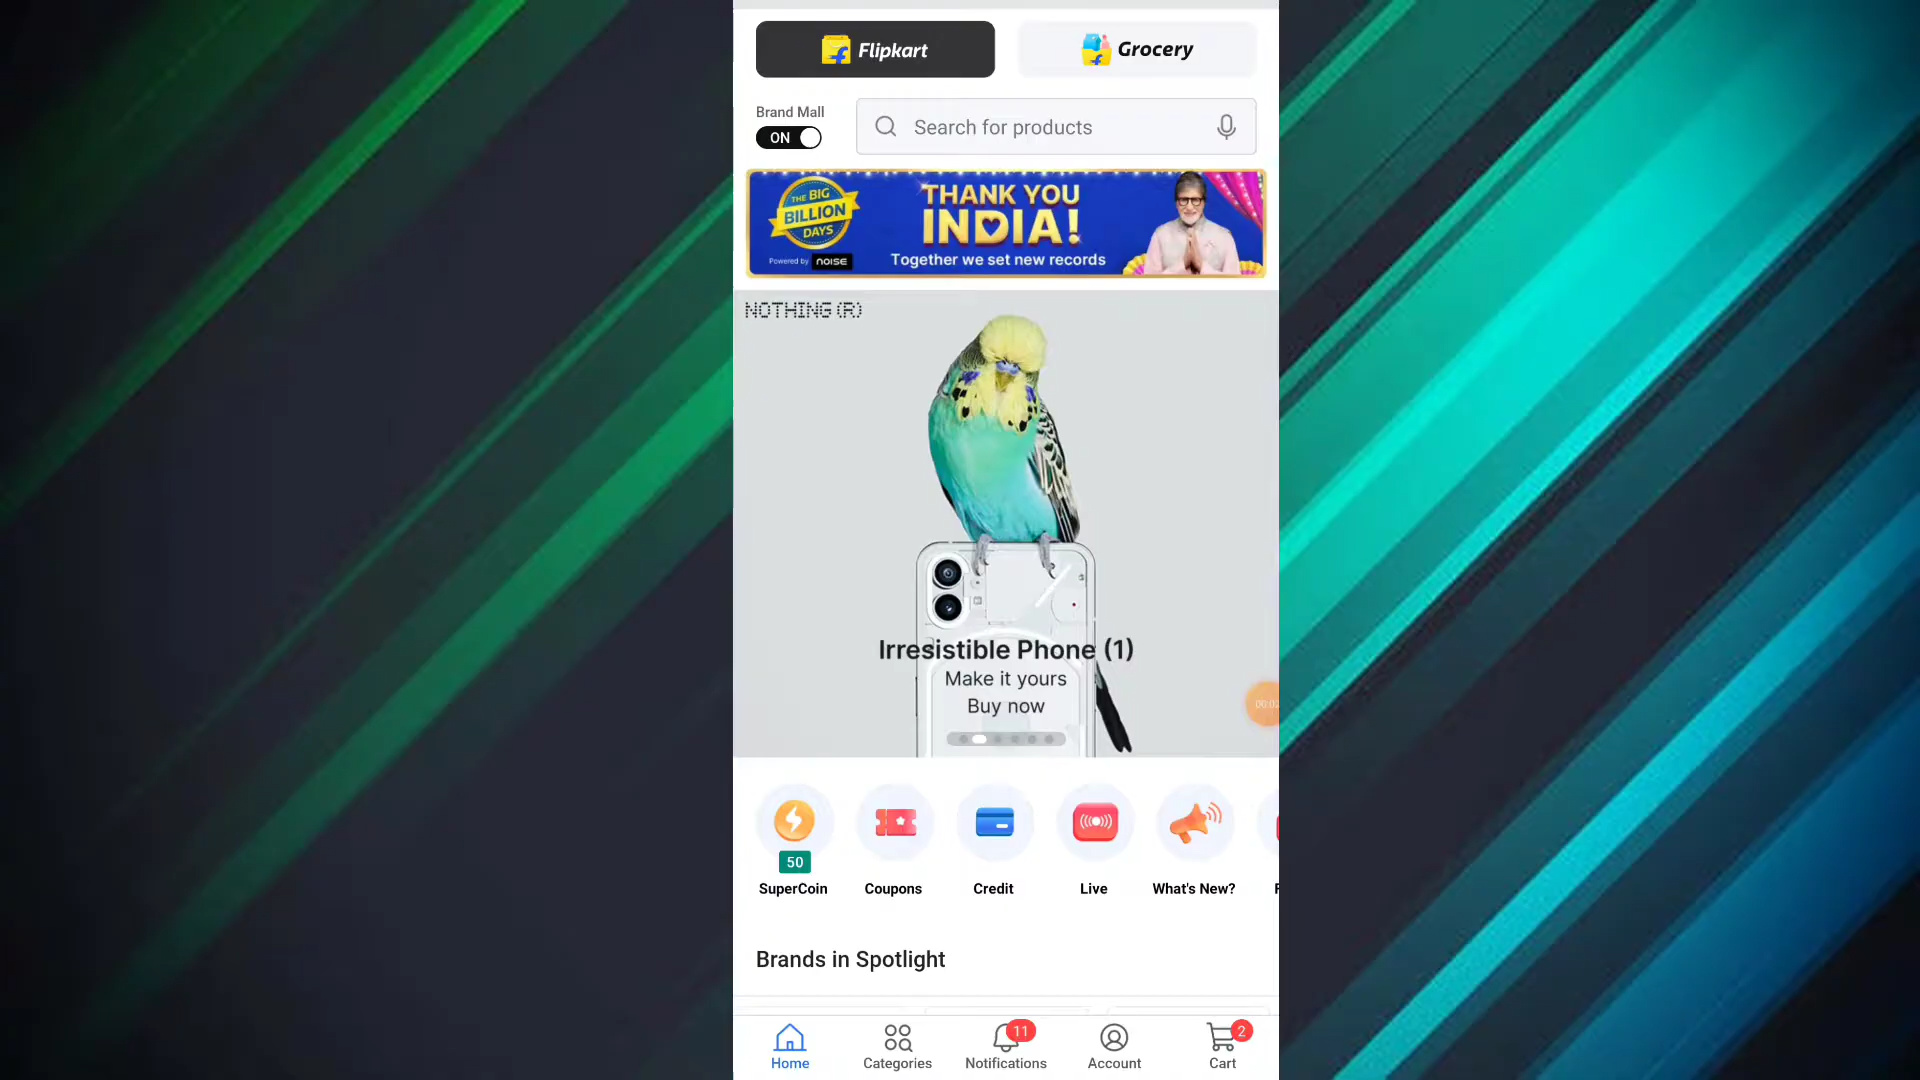 Flipkart
Grocery
Brand Mall
ON
Search for products
THE BIG
BILLION
DAYS
Powered by noise
THANK YOU
INDIA!
Together we set new records
NOTHING (R)
Irresistible Phone (1)
Make it yours
Buy now
50
SuperCoin
Coupons
Credit
Live
What's New?
Brands in Spotlight
11
2
Home
Categories
Notifications
Account
Cart